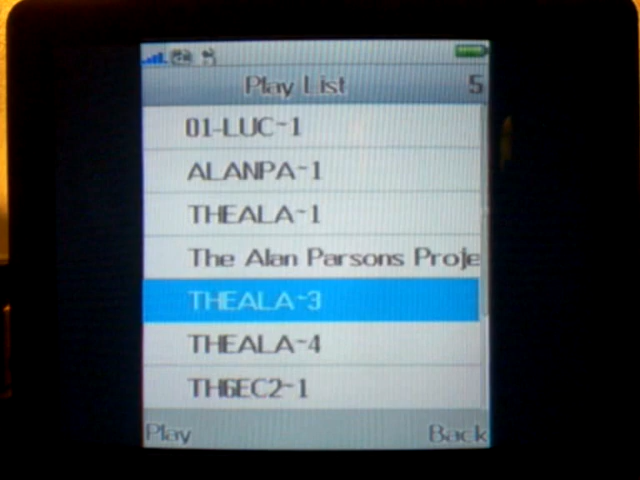 Play List 5
01-LUC~1
ALANPA~1
THEALA~1
The Alan Parsons Proje
THEALA~3
THEALA~4
TH6EC2~1
Play Back